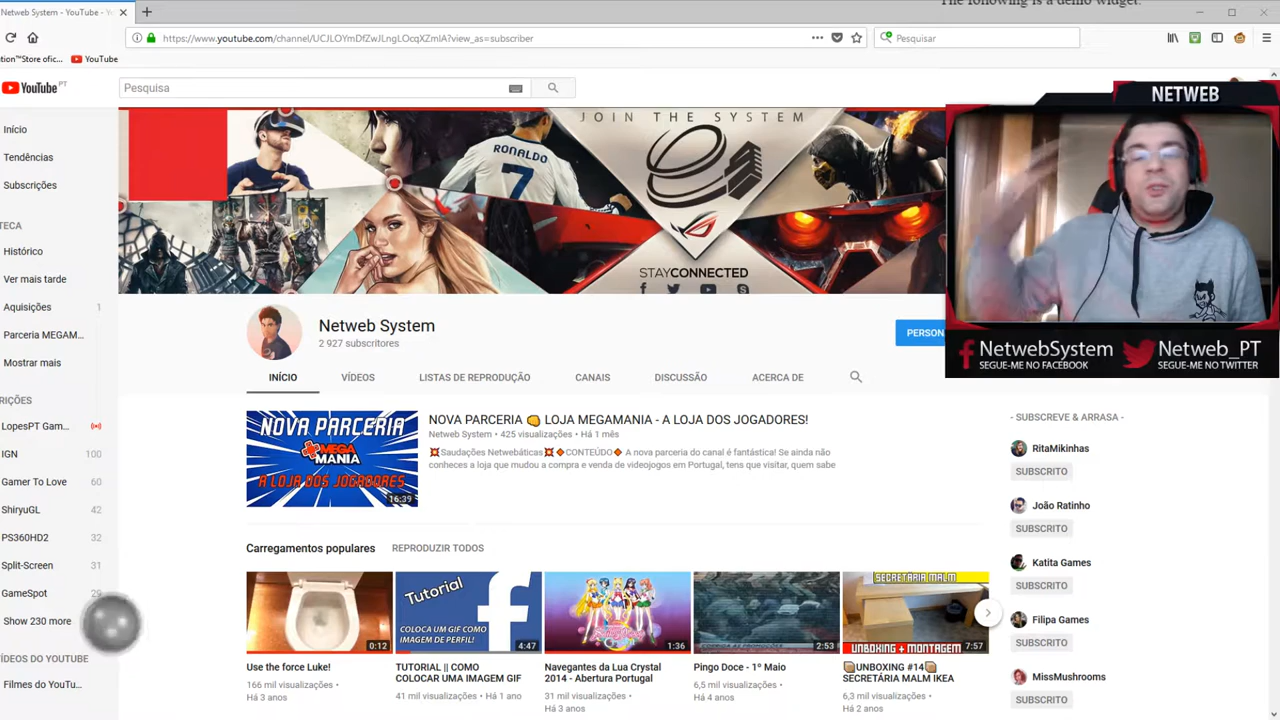 The following is a demo widget.
Netweb System - YouTube - Y
https://www.youtube.com/channel/UCJLOYmDfZwJLngLOcqXZmlA?view_as=subscriber
Pesquisar
ation™Store ofic...
YouTube
YouTube PT
Pesquisa
Início
Tendências
Subscrições
TECA
Histórico
Ver mais tarde
Aquisições 1
Parceria MEGAM...
Mostrar mais
RIÇÕES
LopesPT Gam...
IGN 100
Gamer To Love 60
ShiryuGL 42
PS360HD2 32
Split-Screen 31
GameSpot 29
Show 230 more
VÍDEOS DO YOUTUBE
Filmes do YouTu...
JOIN THE SYSTEM
RONALDO
7
STAYCONNECTED
NETWEB
NetwebSystem
SEGUE-ME NO FACEBOOK
Netweb_PT
SEGUE-ME NO TWITTER
Netweb System
2 927 subscritores
PERSON
INÍCIO
VÍDEOS
LISTAS DE REPRODUÇÃO
CANAIS
DISCUSSÃO
ACERCA DE
NOVA PARCERIA
MEGA
MANIA
A LOJA DOS JOGADORES
16:39
NOVA PARCERIA 👊 LOJA MEGAMANIA - A LOJA DOS JOGADORES!
Netweb System • 425 visualizações • Há 1 mês
💥Saudações Netwebáticas💥 🔶CONTEÚDO🔶 A nova parceria do canal é fantástica! Se ainda não
conheces a loja que mudou a compra e venda de videojogos em Portugal, tens que visitar, quem sabe
Carregamentos populares
REPRODUZIR TODOS
0:12
Use the force Luke!
166 mil visualizações •
Há 3 anos
Tutorial
COLOCA UM GIF COMO
IMAGEM DE PERFIL!
4:47
TUTORIAL || COMO
COLOCAR UMA IMAGEM GIF
41 mil visualizações • Há 1 ano
1:36
Navegantes da Lua Crystal
2014 - Abertura Portugal
31 mil visualizações •
Há 3 anos
2:53
Pingo Doce - 1º Maio
6,5 mil visualizações •
Há 4 anos
SECRETÁRIA MALM
UNBOXING + MONTAGEM
7:57
📦UNBOXING #14📦
SECRETÁRIA MALM IKEA
6,3 mil visualizações •
Há 2 anos
- SUBSCREVE & ARRASA -
RitaMikinhas
SUBSCRITO
João Ratinho
SUBSCRITO
Katita Games
SUBSCRITO
Filipa Games
SUBSCRITO
MissMushrooms
SUBSCRITO